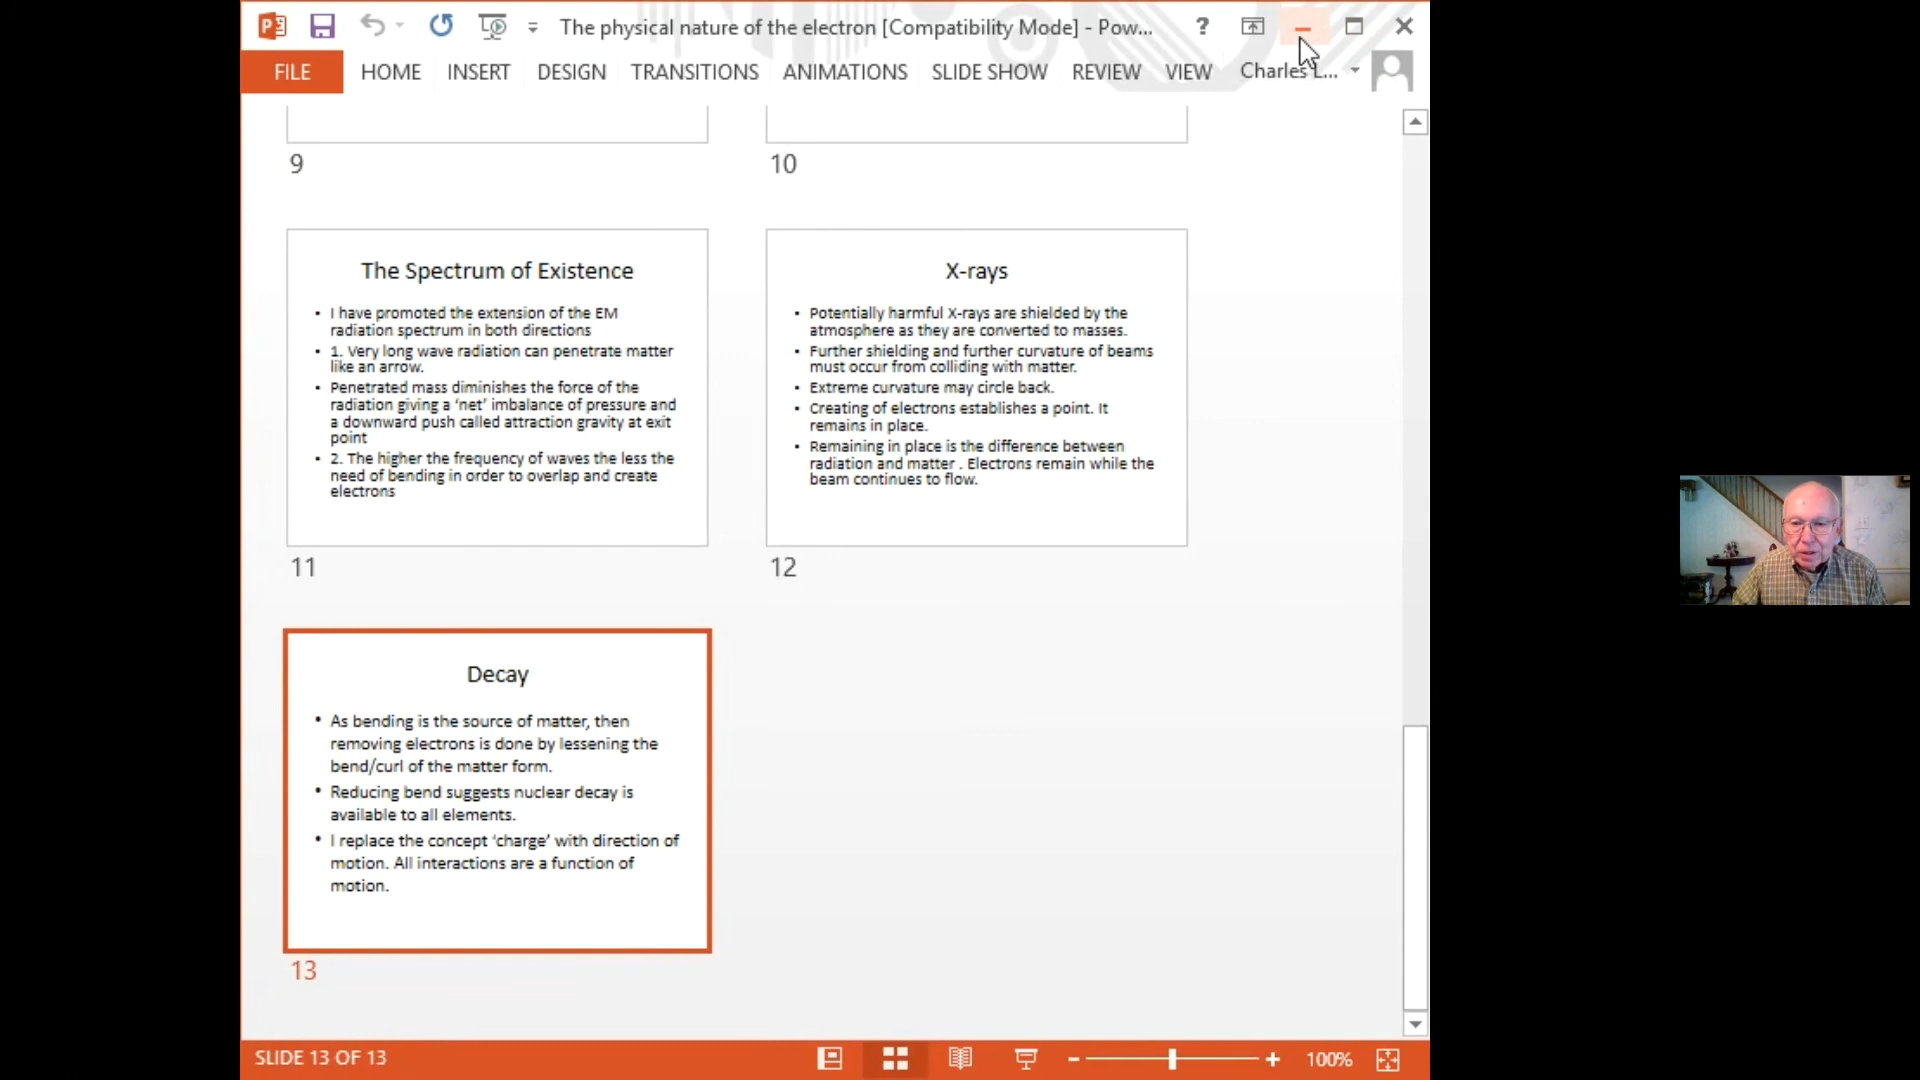 The physical nature of the electron [Compatibility Mode] - Pow...
?
FILE HOME INSERT DESIGN TRANSITIONS ANIMATIONS SLIDE SHOW REVIEW VIEW Charles L...
9
10
The Spectrum of Existence
• I have promoted the extension of the EM
radiation spectrum in both directions
• 1. Very long wave radiation can penetrate matter
like an arrow.
• Penetrated mass diminishes the force of the
radiation giving a ‘net’ imbalance of pressure and
a downward push called attraction gravity at exit
point
• 2. The higher the frequency of waves the less the
need of bending in order to overlap and create
electrons
11
X-rays
• Potentially harmful X-rays are shielded by the
atmosphere as they are converted to masses.
• Further shielding and further curvature of beams
must occur from colliding with matter.
• Extreme curvature may circle back.
• Creating of electrons establishes a point. It
remains in place.
• Remaining in place is the difference between
radiation and matter . Electrons remain while the
beam continues to flow.
12
Decay
• As bending is the source of matter, then
removing electrons is done by lessening the
bend/curl of the matter form.
• Reducing bend suggests nuclear decay is
available to all elements.
• I replace the concept ‘charge’ with direction of
motion. All interactions are a function of
motion.
13
SLIDE 13 OF 13
100%